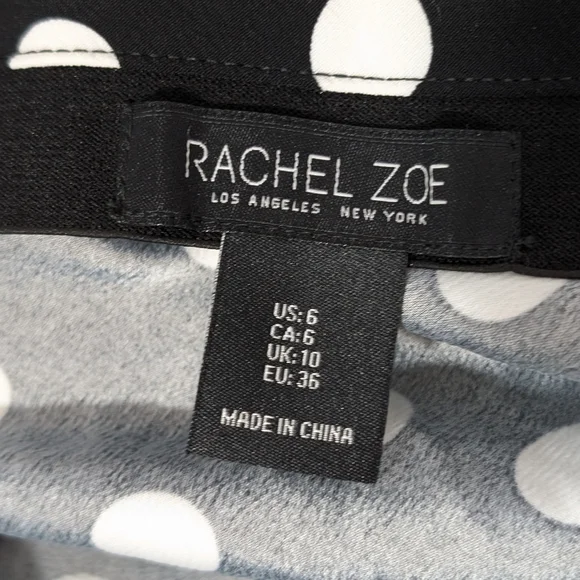 RACHEL ZOE
LOS ANGELES NEW YORK
US: 6
CA: 6
UK: 10
EU: 36
MADE IN CHINA